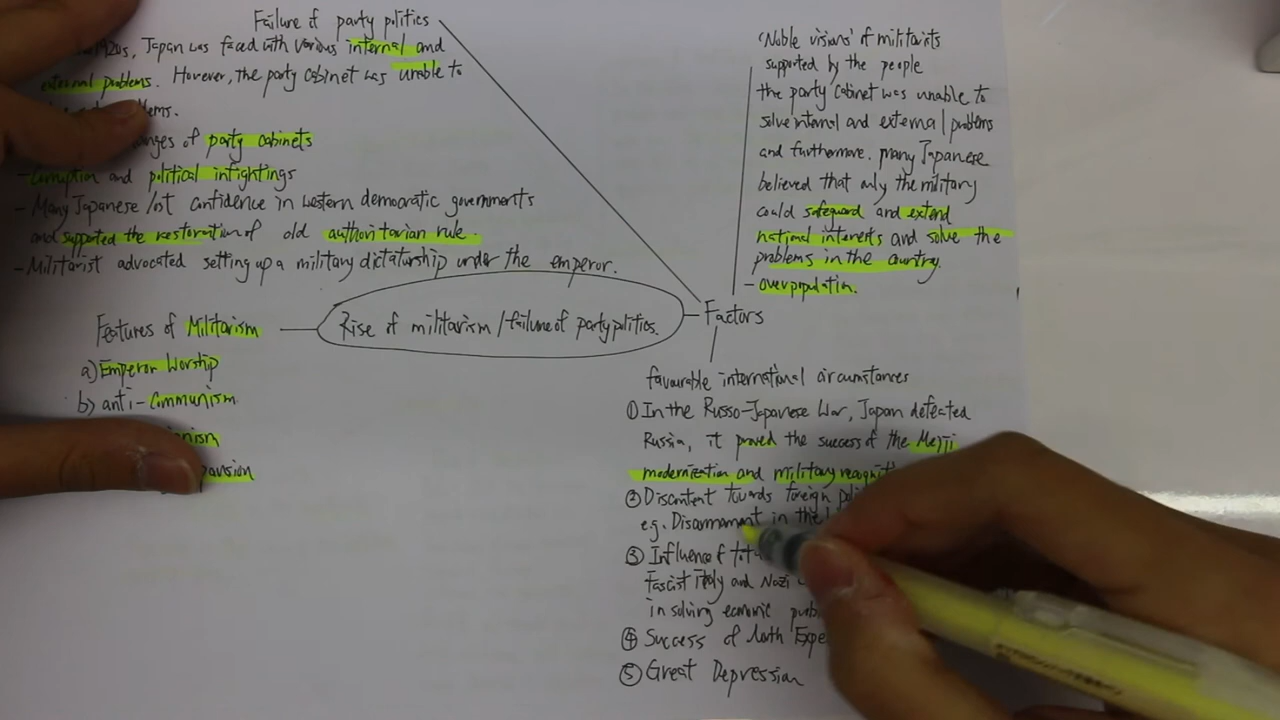 Failure of party politics
1920s, Japan was faced with various internal and
external problems. However, the party cabinet was unable to
of party cabinets
- Corruption and political infightings
- Many Japanese lost confidence in western democratic governments
and supported the restoration of old authoritarian rule.
- Militarist advocated setting up a military dictatorship under the emperor.
Features of Militarism
a) Emperor Worship
b) anti-Communism
Rise of militarism / failure of party politics.
Factors
'Noble visions' of militarists
supported by the people
the party cabinet was unable to
solve internal and external problems
and furthermore, many Japanese
believed that only the military
could safeguard and extend
national interests and solve the
problems in the country.
- overpopulation.
favourable international circumstances
① In the Russo-Japanese War, Japan defeated
Russia, it proved the success of the Meiji
modernization and military
② Discontent towards foreign
e.g. Disarmament in the
③ Influence of
Fascist Italy and Nazi
in solving economic
④ Success of
⑤ Great Depression